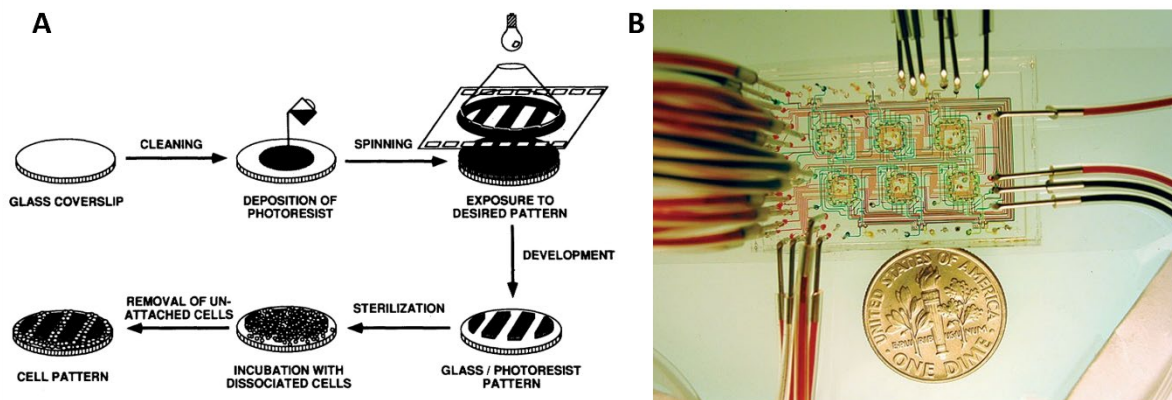 A
B
CLEANING
SPINNING
GLASS COVERSLIP
DEPOSITION OF
PHOTORESIST
EXPOSURE TO
DESIRED PATTERN
DEVELOPMENT
REMOVAL OF UN-
ATTACHED CELLS
STERILIZATION
CELL PATTERN
INCUBATION WITH
DISSOCIATED CELLS
GLASS / PHOTORESIST
PATTERN
UNITED STATES OF AMERICA
ONE DIME